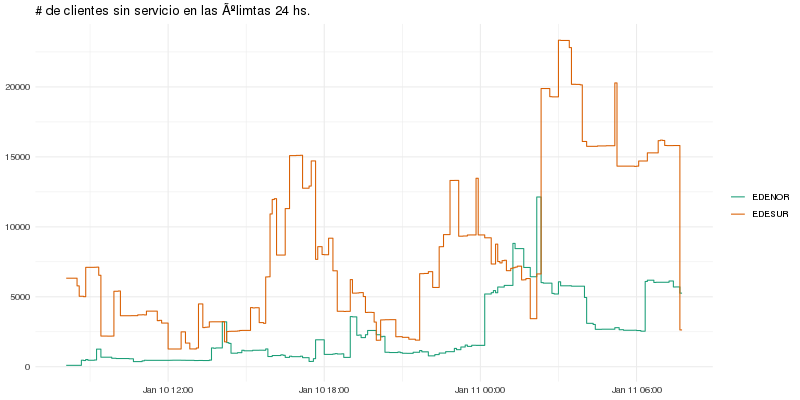 # de clientes sin servicio en las Ãºlimtas 24 hs.
20000
15000
10000
5000
0
Jan 10 12:00
Jan 10 18:00
Jan 11 00:00
Jan 11 06:00
EDENOR
EDESUR